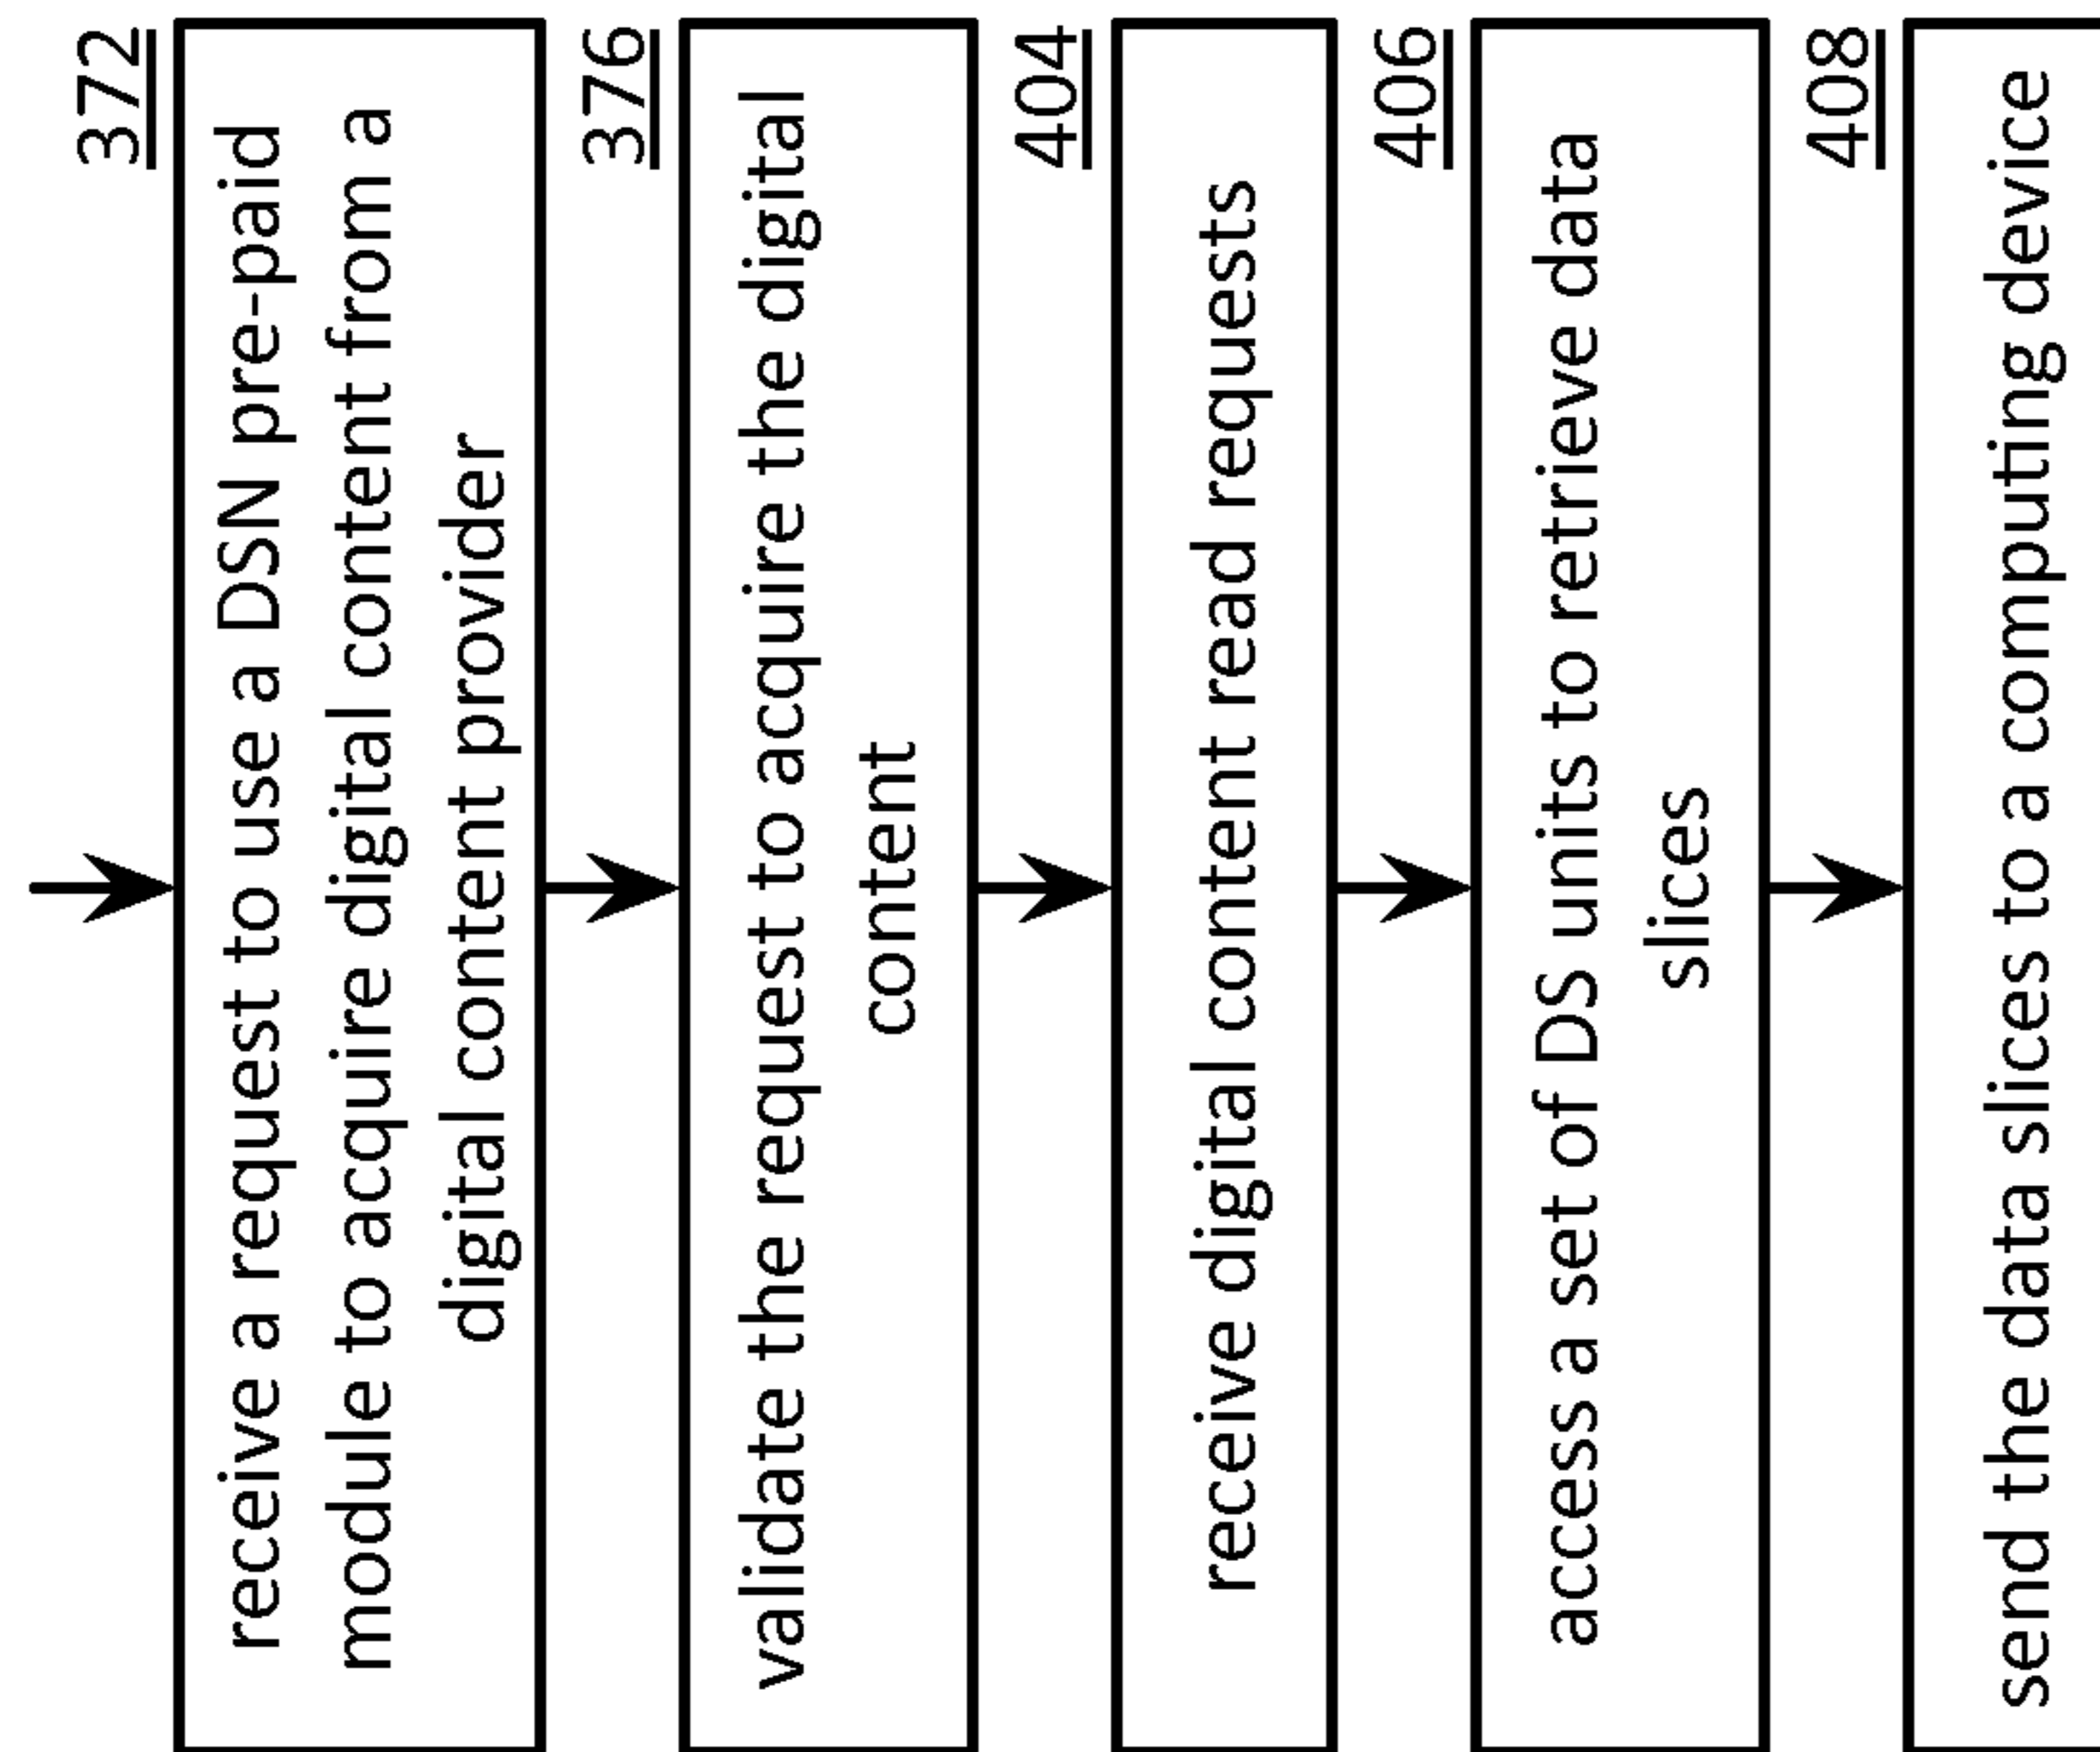 372
receive a request to use a DSN pre-paid
module to acquire digital content from a
digital content provider
376
validate the request to acquire the digital
content
404
receive digital content read requests
406
access a set of DS units to retrieve data
slices
408
send the data slices to a computing device